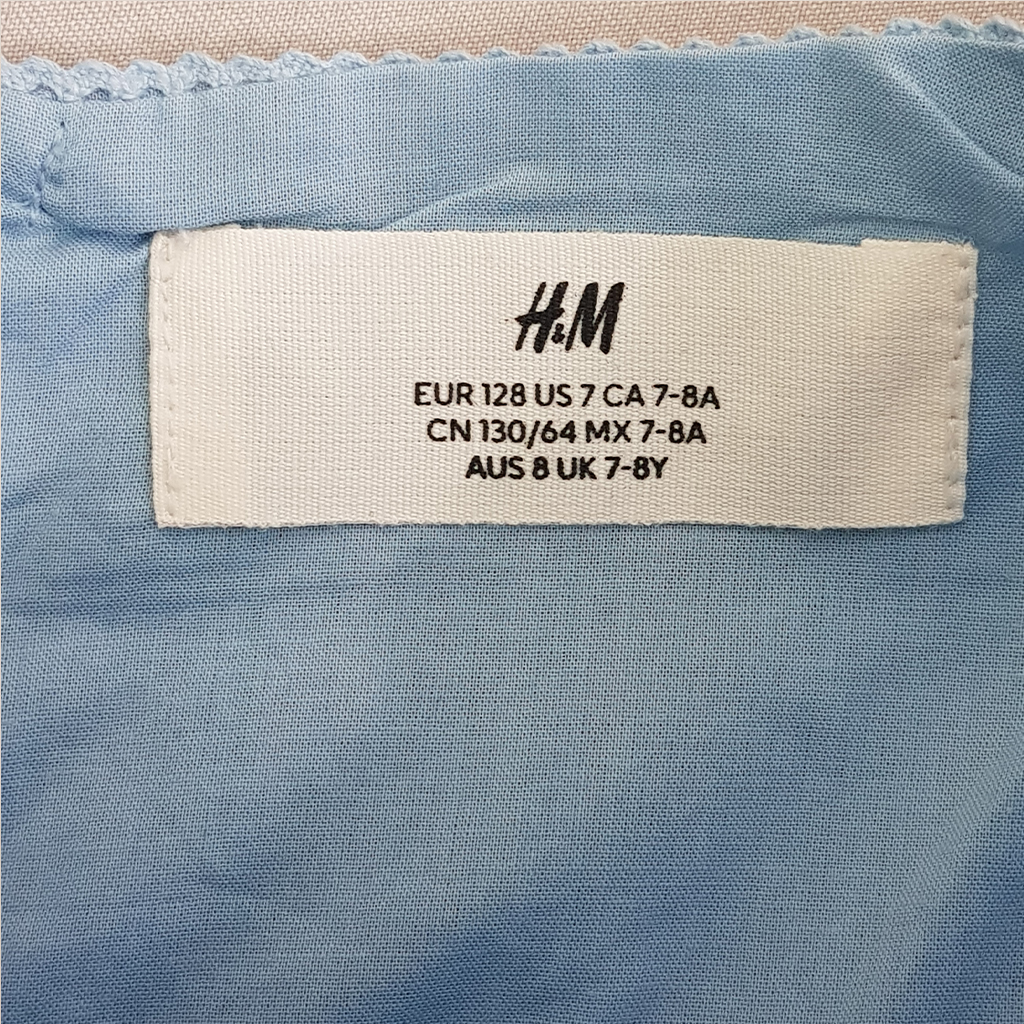 H&M
EUR 128 US 7 CA 7-8A
CN 130/64 MX 7-8A
AUS 8 UK 7-8Y